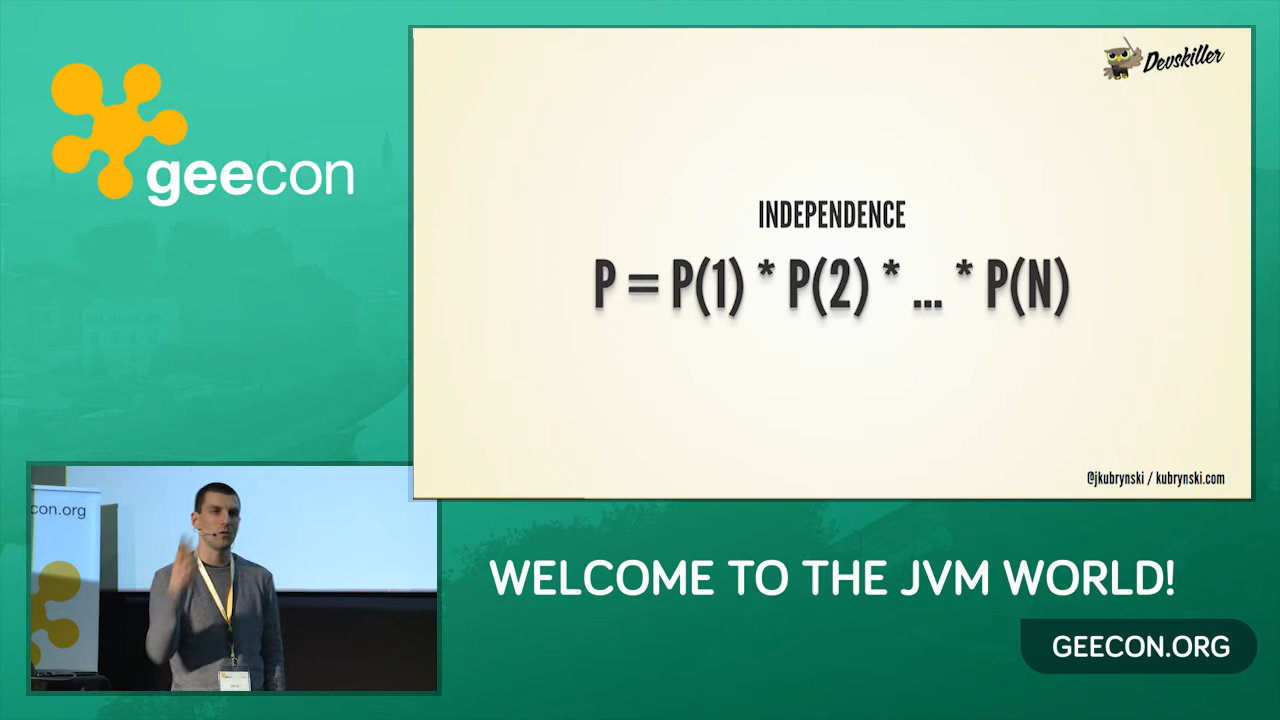 geecon
Devskiller
INDEPENDENCE
P = P(1) * P(2) * ... * P(N)
@jkubrynski / kubrynski.com
con.org
WELCOME TO THE JVM WORLD!
GEECON.ORG